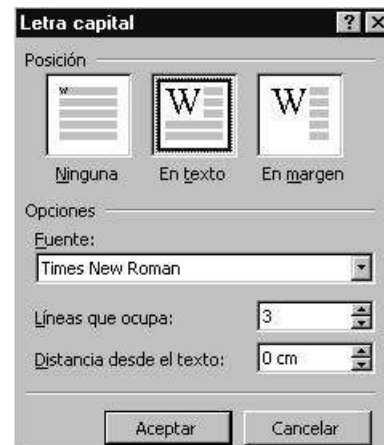 Letra capital
Posición
W W W
Ninguna En texto En margen
Opciones
Fuente:
Times New Roman
Líneas que ocupa: 3
Distancia desde el texto: 0 cm
Aceptar Cancelar